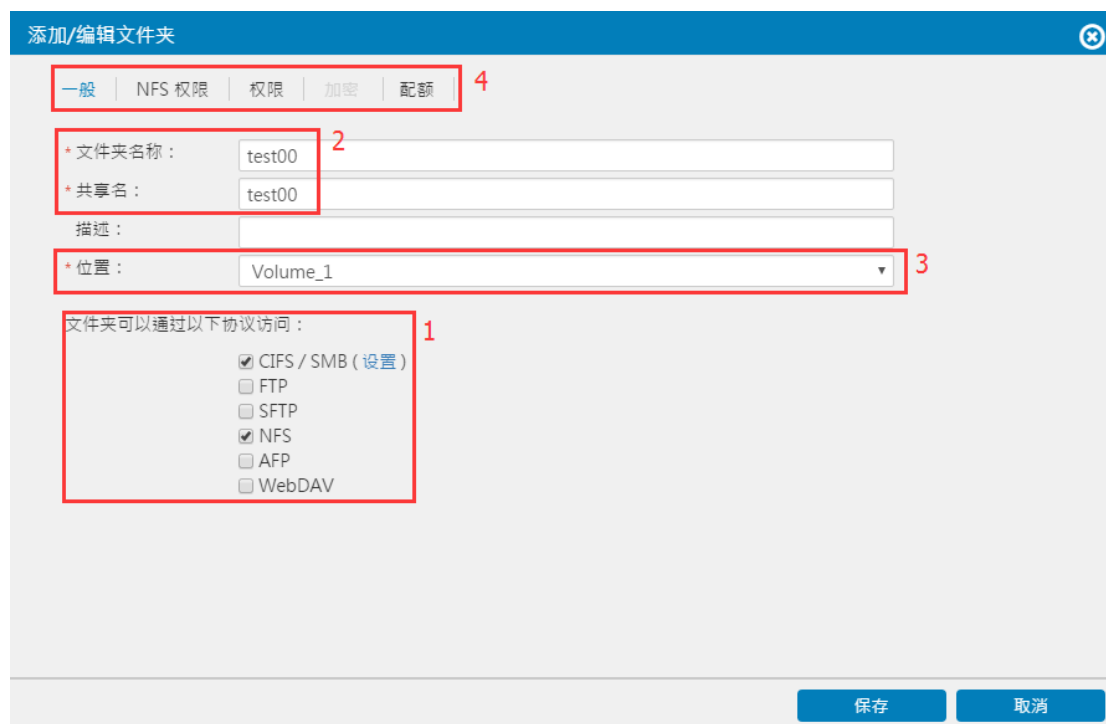 添加/编辑文件夹
一般 NFS 权限 权限 加密 配额 4
* 文件夹名称： test00 2
* 共享名： test00
描述：
* 位置： Volume_1 3
文件夹可以通过以下协议访问： 1
CIFS / SMB ( 设置 )
FTP
SFTP
NFS
AFP
WebDAV
保存 取消